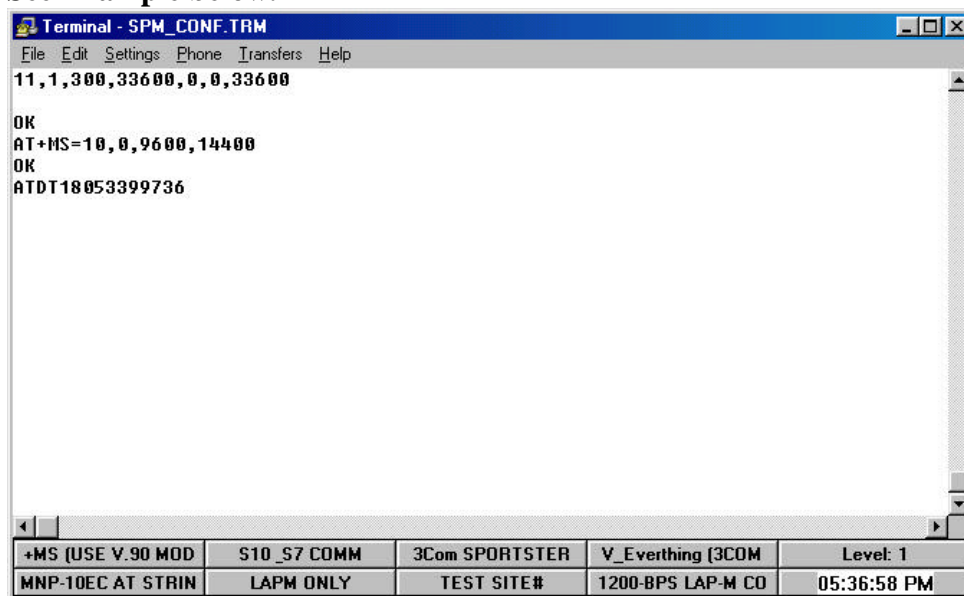 Terminal - SPM_CONF.TRM
File Edit Settings Phone Transfers Help
11,1,300,33600,0,0,33600
OK
AT+MS=10,0,9600,14400
OK
ATDT18053399736
+MS (USE V.90 MOD S10_S7 COMM 3Com SPORTSTER V_Everthing (3COM Level: 1
MNP-10EC AT STRIN LAPM ONLY TEST SITE# 1200-BPS LAP-M CO 05:36:58 PM